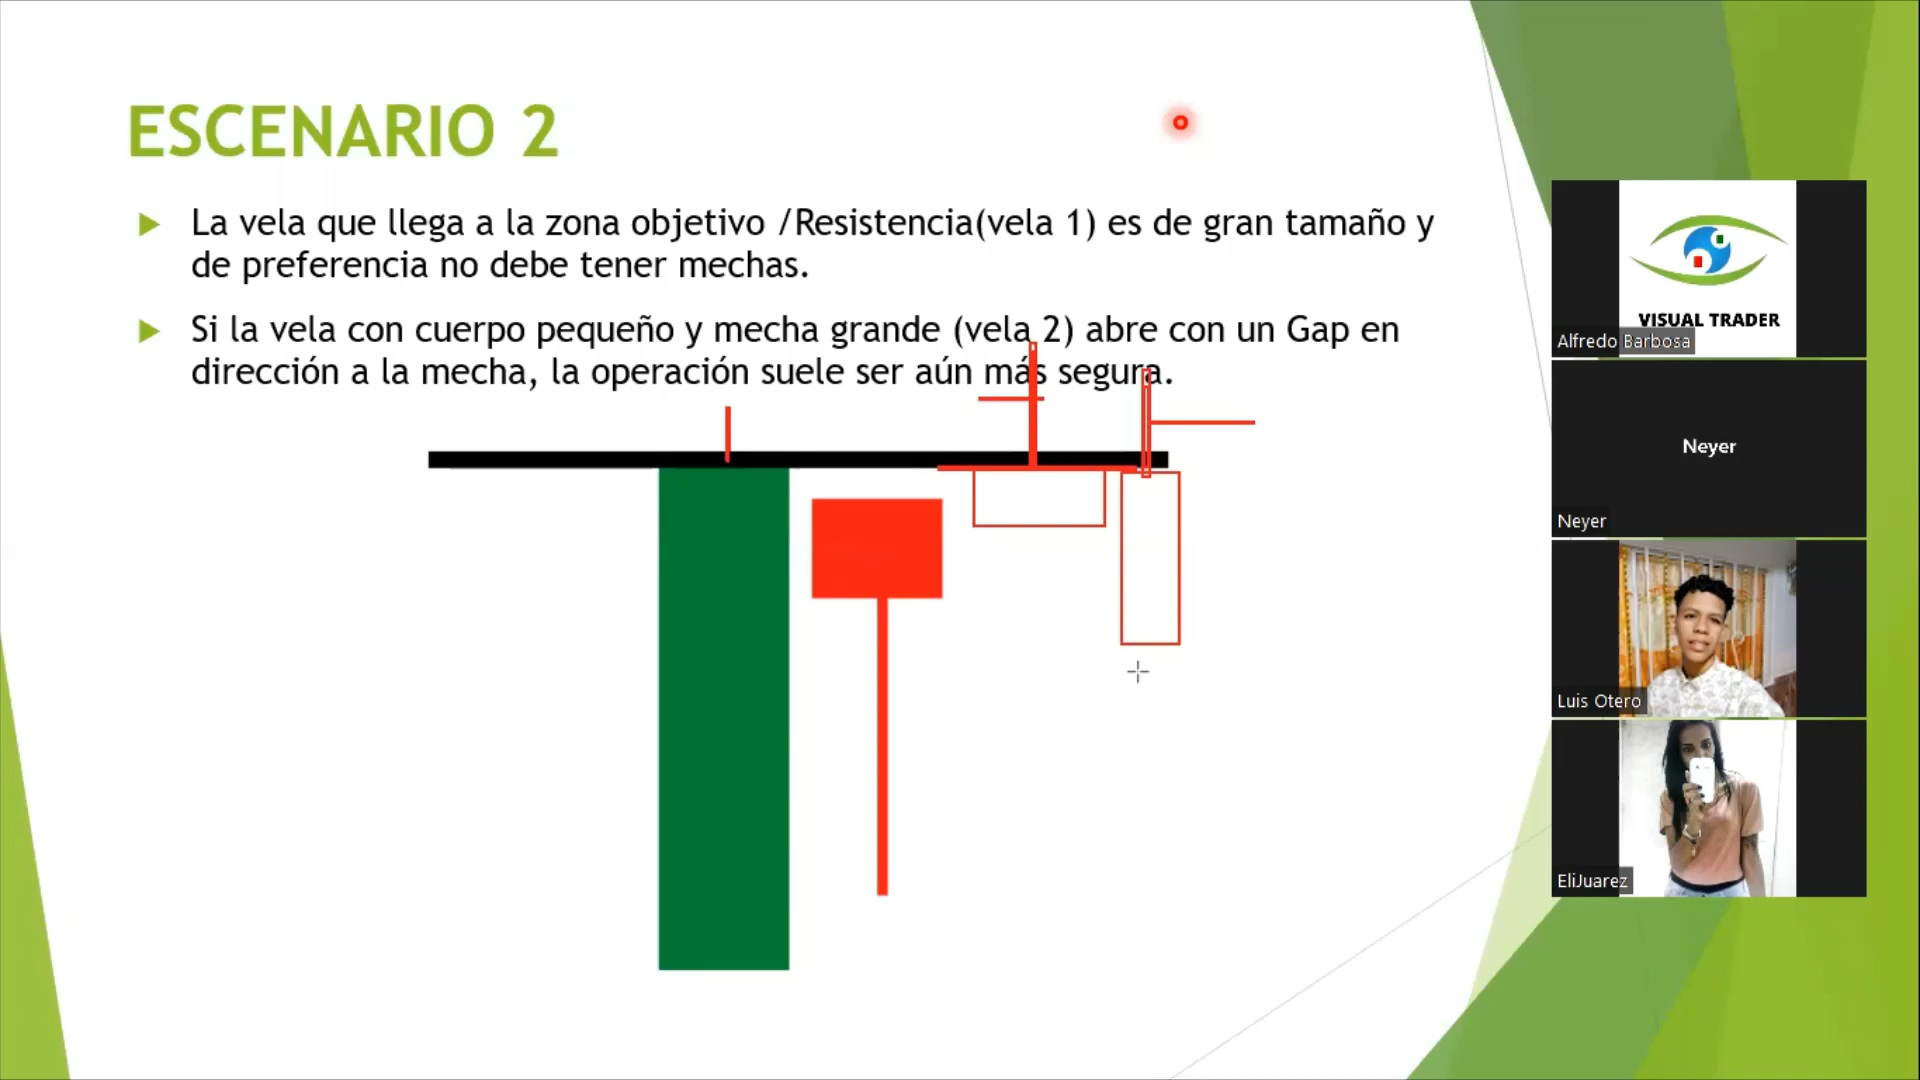 ESCENARIO 2
La vela que llega a la zona objetivo /Resistencia(vela 1) es de gran tamaño y
de preferencia no debe tener mechas.
Si la vela con cuerpo pequeño y mecha grande (vela 2) abre con un Gap en
dirección a la mecha, la operación suele ser aún más segura.
VISUAL TRADER
Alfredo Barbosa
Neyer
Neyer
Luis Otero
EliJuarez